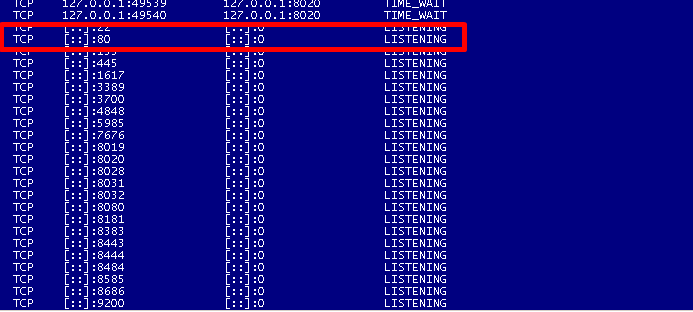 TCP 127.0.0.1:49539 127.0.0.1:8020 TIME_WAIT
TCP 127.0.0.1:49540 127.0.0.1:8020 TIME_WAIT
TCP [::]:22 [::]:0 LISTENING
TCP [::]:80 [::]:0 LISTENING
TCP [::]:135 [::]:0 LISTENING
TCP [::]:445 [::]:0 LISTENING
TCP [::]:1617 [::]:0 LISTENING
TCP [::]:3389 [::]:0 LISTENING
TCP [::]:3700 [::]:0 LISTENING
TCP [::]:4848 [::]:0 LISTENING
TCP [::]:5985 [::]:0 LISTENING
TCP [::]:7676 [::]:0 LISTENING
TCP [::]:8019 [::]:0 LISTENING
TCP [::]:8020 [::]:0 LISTENING
TCP [::]:8028 [::]:0 LISTENING
TCP [::]:8031 [::]:0 LISTENING
TCP [::]:8032 [::]:0 LISTENING
TCP [::]:8080 [::]:0 LISTENING
TCP [::]:8181 [::]:0 LISTENING
TCP [::]:8383 [::]:0 LISTENING
TCP [::]:8443 [::]:0 LISTENING
TCP [::]:8444 [::]:0 LISTENING
TCP [::]:8484 [::]:0 LISTENING
TCP [::]:8585 [::]:0 LISTENING
TCP [::]:8686 [::]:0 LISTENING
TCP [::]:9200 [::]:0 LISTENING